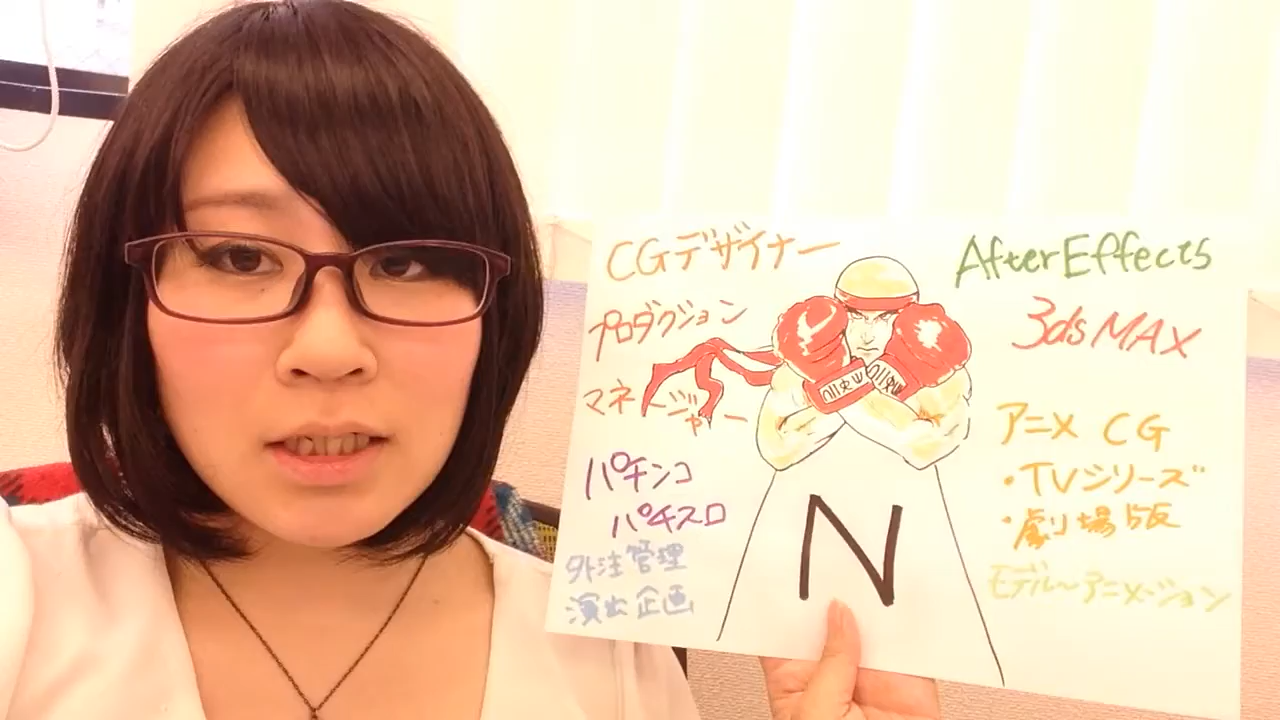 CGデザイナー
プロダクション
マネージャー
パチンコ
パチスロ
外注管理
演出企画
N
AfterEffects
3dsMAX
アニメ CG
・TVシリーズ
・劇場版
モデル〜アニメーション